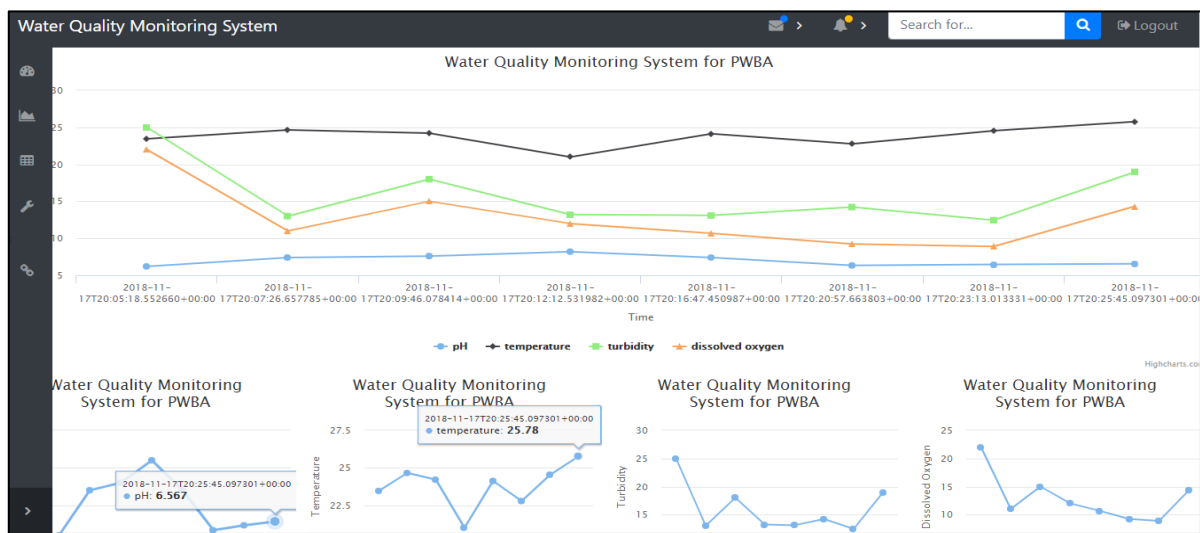 Water Quality Monitoring System
Search for...
Logout
Water Quality Monitoring System for PWBA
30
25
20
15
10
5
2018-11-
17T20:05:18.552660+00:00
2018-11-
17T20:07:26.657785+00:00
2018-11-
17T20:09:46.078414+00:00
2018-11-
17T20:12:12.531982+00:00
2018-11-
17T20:16:47.450987+00:00
2018-11-
17T20:20:57.663803+00:00
2018-11-
17T20:23:13.013331+00:00
2018-11-
17T20:25:45.097301+00:00
Time
pH temperature turbidity dissolved oxygen
Highcharts.co
Water Quality Monitoring
System for PWBA
2018-11-17T20:25:45.097301+00:00
pH: 6.567
Water Quality Monitoring
System for PWBA
2018-11-17T20:25:45.097301+00:00
temperature: 25.78
27.5
25
22.5
Temperature
Water Quality Monitoring
System for PWBA
30
25
20
15
Turbidity
Water Quality Monitoring
System for PWBA
25
20
15
10
Dissolved Oxygen